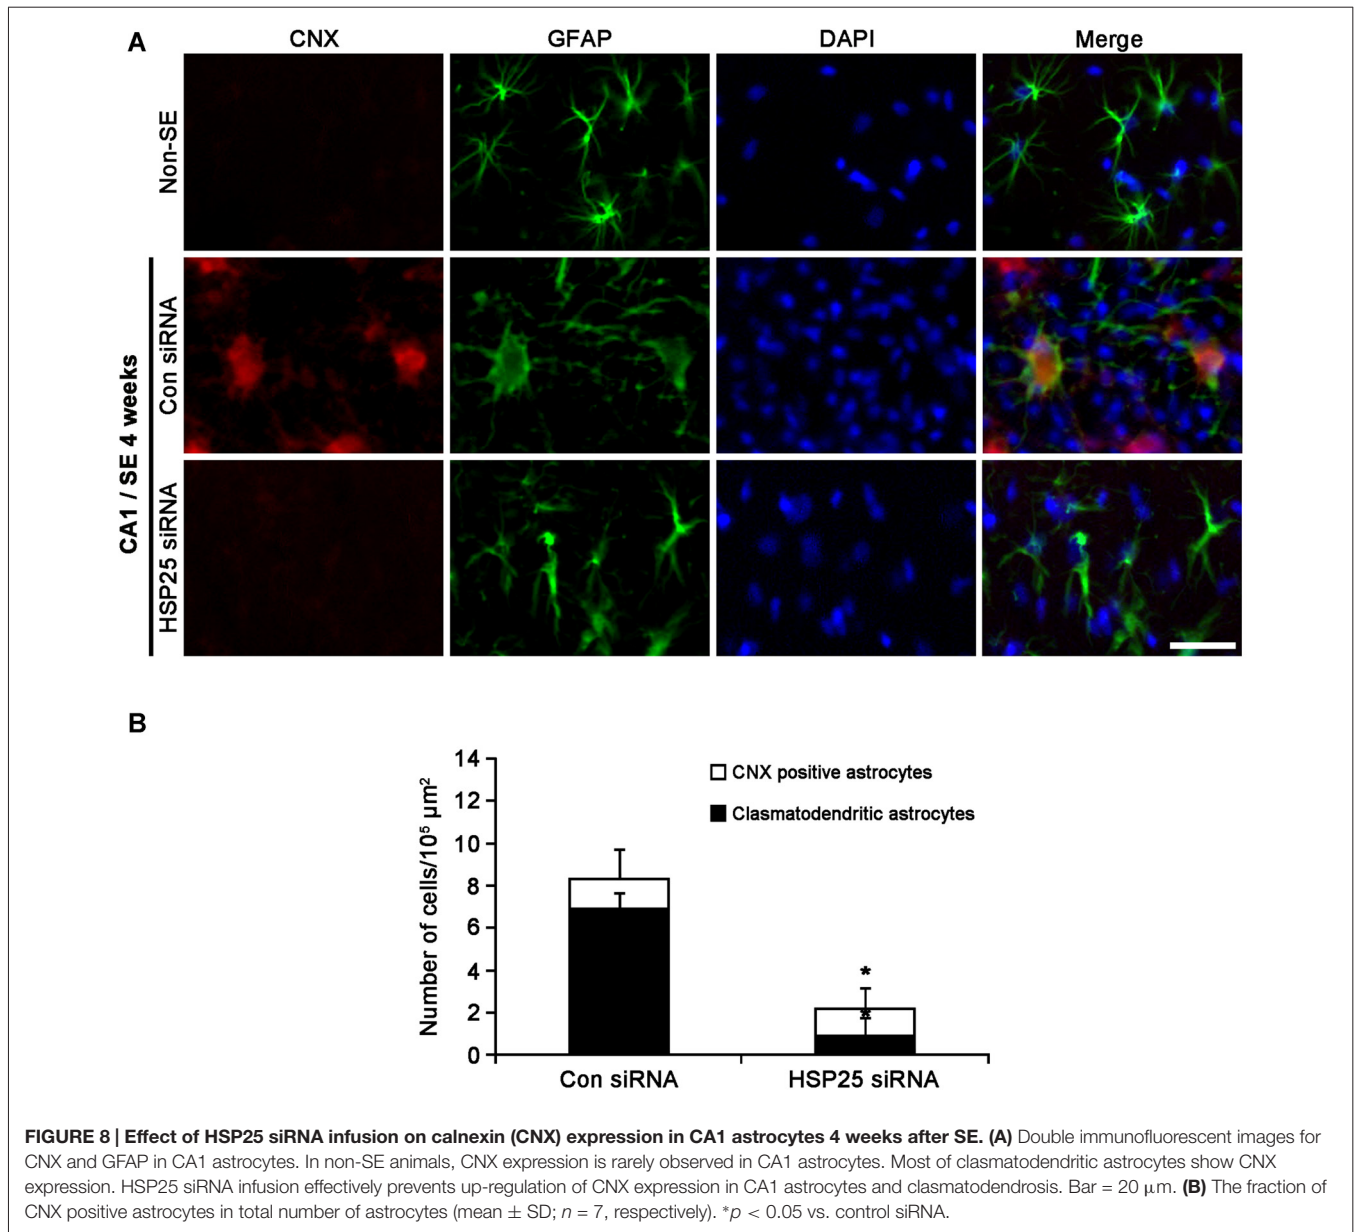 A
CNX GFAP DAPI Merge
Non-SE
CA1 / SE 4 weeks
Con siRNA
HSP25 siRNA
B
14
12
10
8
6
4
2
0
Number of cells/10⁵ µm²
CNX positive astrocytes
Clasmatodendritic astrocytes
*
*
Con siRNA HSP25 siRNA
FIGURE 8 | Effect of HSP25 siRNA infusion on calnexin (CNX) expression in CA1 astrocytes 4 weeks after SE. (A) Double immunofluorescent images for
CNX and GFAP in CA1 astrocytes. In non-SE animals, CNX expression is rarely observed in CA1 astrocytes. Most of clasmatodendritic astrocytes show CNX
expression. HSP25 siRNA infusion effectively prevents up-regulation of CNX expression in CA1 astrocytes and clasmatodendrosis. Bar = 20 µm. (B) The fraction of
CNX positive astrocytes in total number of astrocytes (mean ± SD; n = 7, respectively). *p < 0.05 vs. control siRNA.